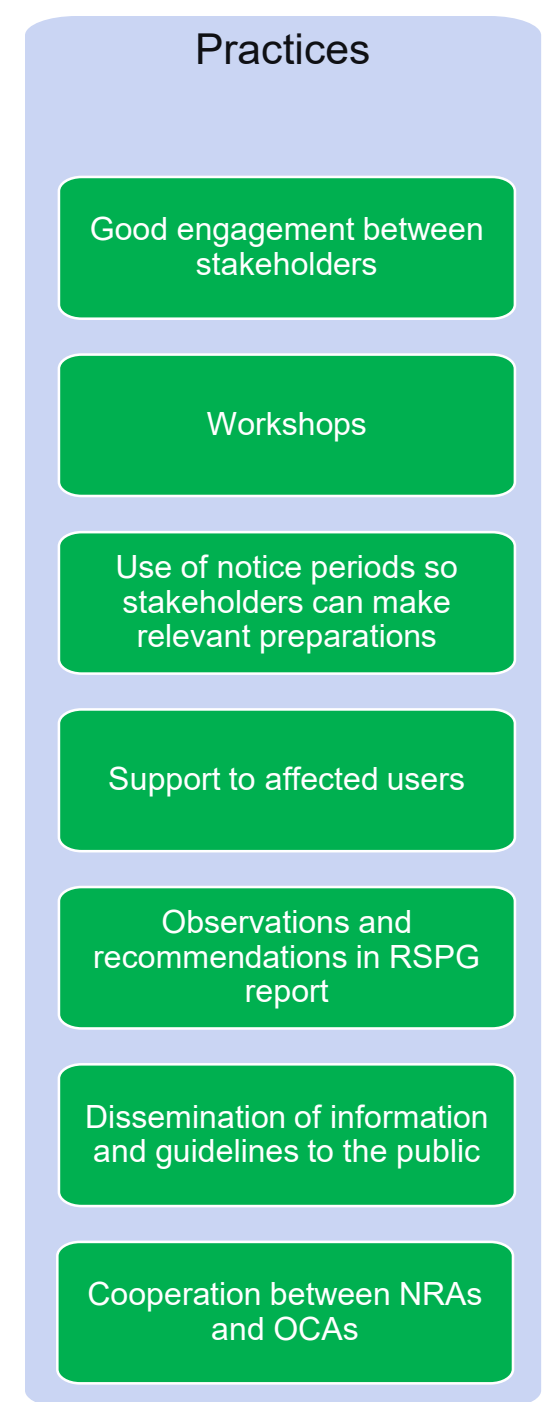 Practices
Good engagement between
stakeholders
Workshops
Use of notice periods so
stakeholders can make
relevant preparations
Support to affected users
Observations and
recommendations in RSPG
report
Dissemination of information
and guidelines to the public
Cooperation between NRAs
and OCAs